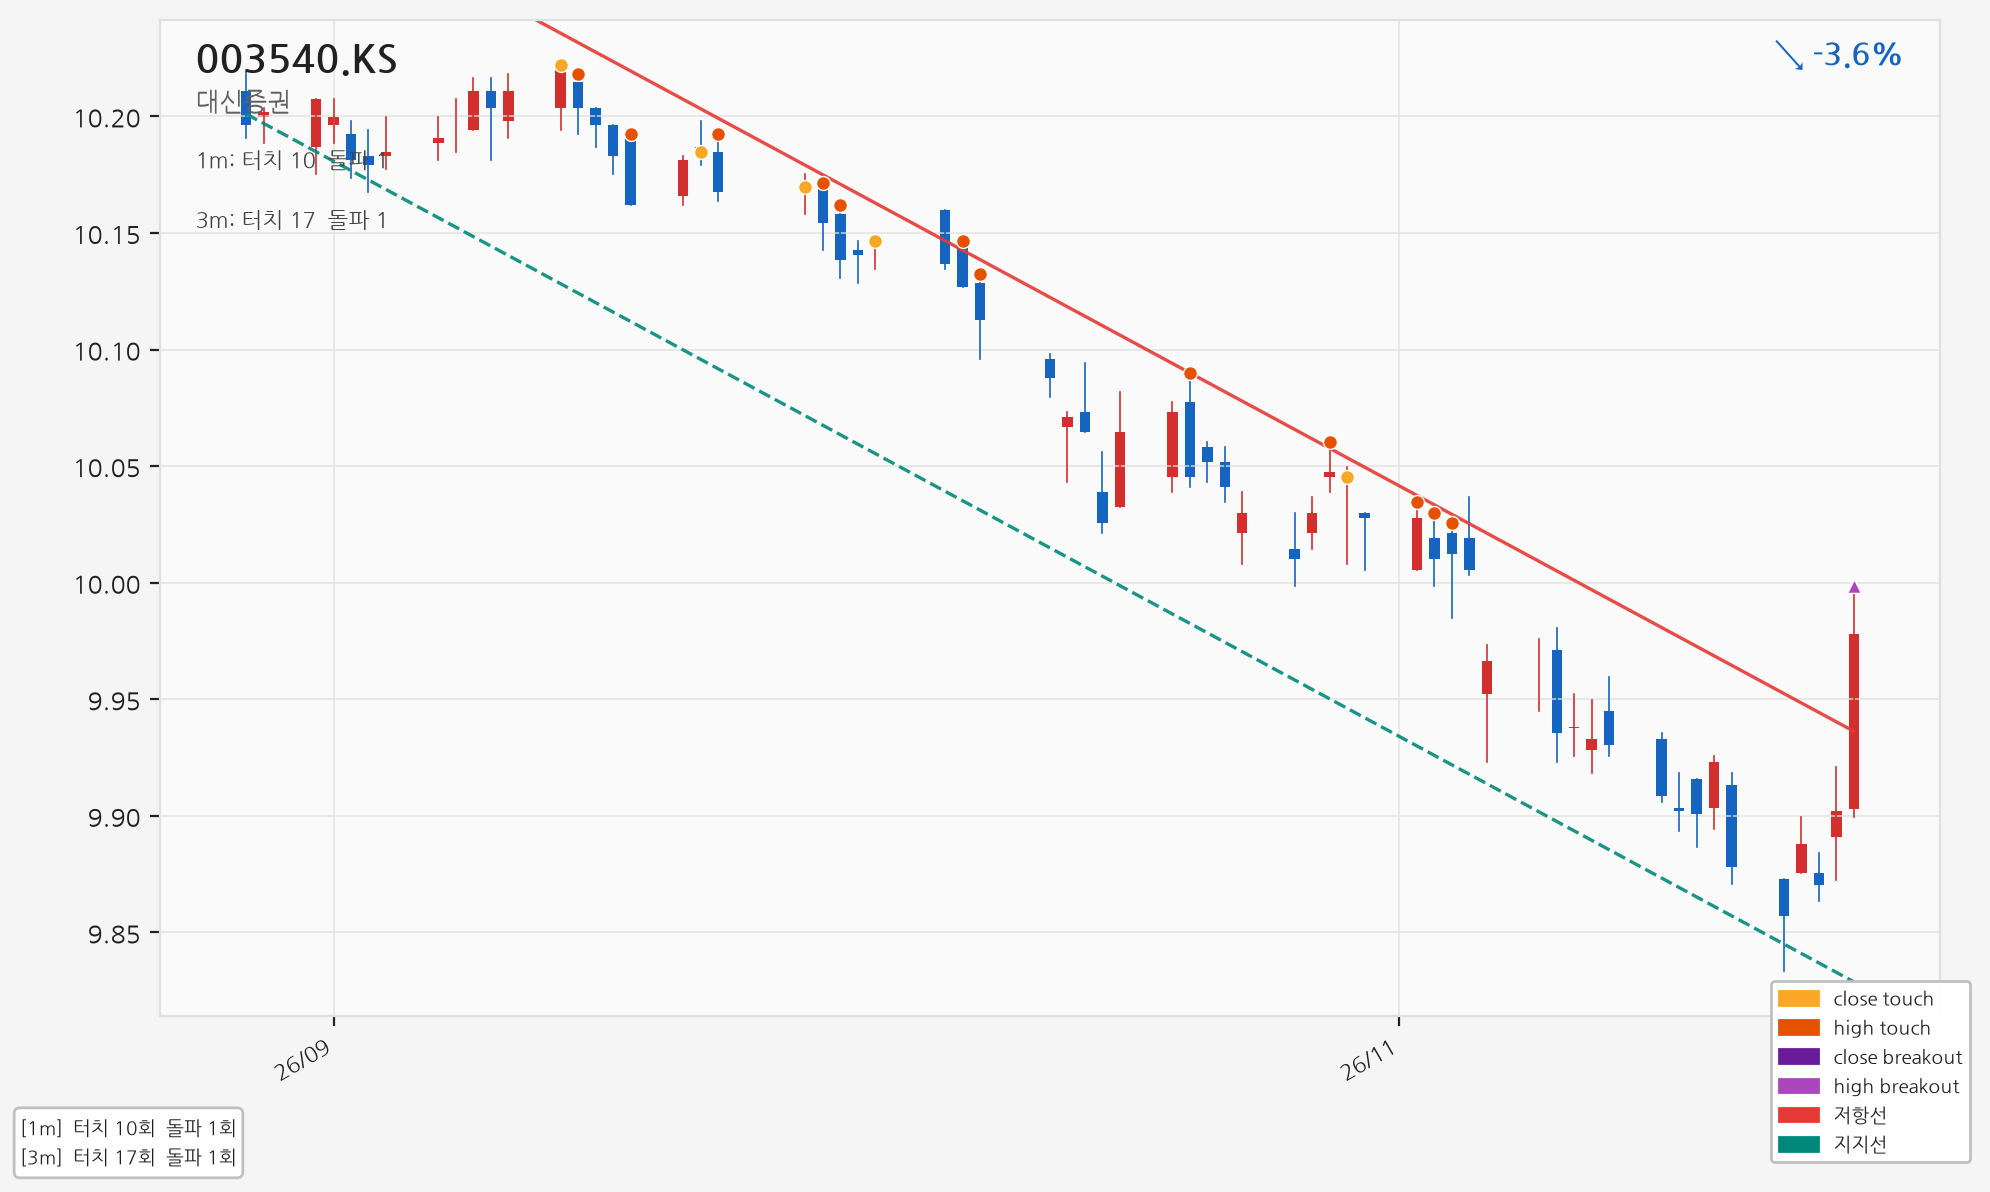 003540.KS
대신증권
↘ -3.6%
1m: 터치 10  돌파 1
3m: 터치 17  돌파 1
10.20
10.15
10.10
10.05
10.00
9.95
9.90
9.85
26/09
26/11
close touch
high touch
close breakout
high breakout
저항선
지지선
[1m]  터치 10회  돌파 1회
[3m]  터치 17회  돌파 1회